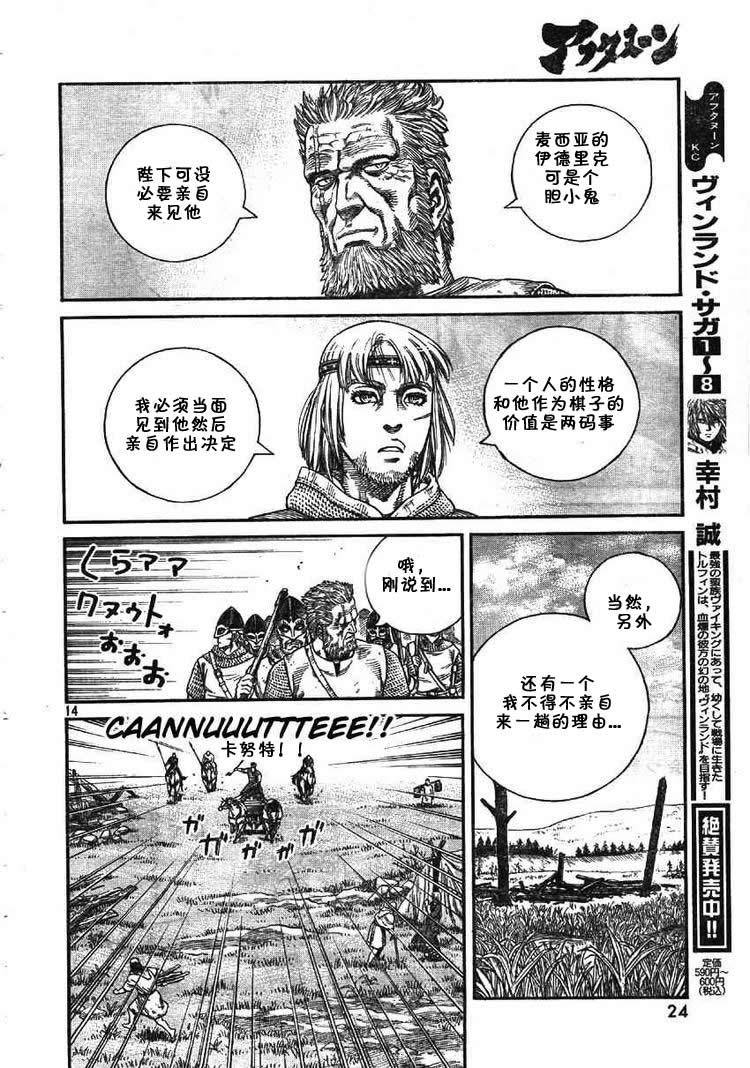 アフタヌーン
麦西亚的
伊德里克
可是个
胆小鬼
陛下可没
必要亲自
来见他
一个人的性格
和他作为棋子的
价值是两码事
我必须当面
见到他然后
亲自作出决定
当然,
另外
还有一个
我不得不亲自
来一趟的理由…
哦,
刚说到…
くらァァァ
クヌゥトォ
おおおお
14
CAANNUUUTTTEEE!!
卡努特!!
ガガガ
ガガガ
アフタヌーン
KC
ヴィンランド・サガ1~8
幸村 誠
最強の蛮族ヴァイキングにあって、幼くして戦場に生きた
トルフィンは、血煙の彼方の幻の地“ヴィンランド”を目指す!
絶賛発売中!!
定価
590円~
600円
(税込)
24